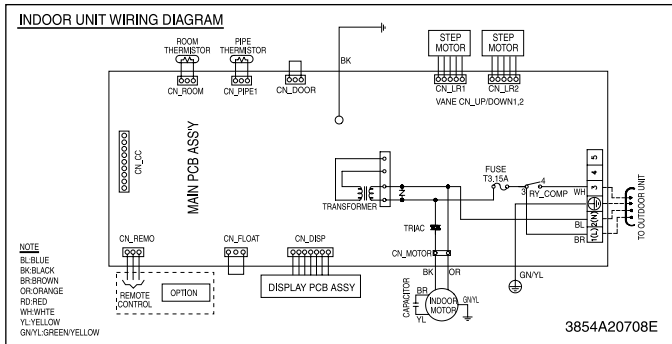 INDOOR UNIT WIRING DIAGRAM
ROOM
THERMISTOR
PIPE
THERMISTOR
CN_ROOM
CN_PIPE1
CN_DOOR
BK
STEP
MOTOR
STEP
MOTOR
CN_LR1
CN_LR2
VANE CN_UP/DOWN1,2
CN_CC
MAIN PCB ASS'Y
TRANSFORMER
FUSE
T3.15A
3
4
RY_COMP
WH
BL
BR
5
4
3
2(N)
1(L)
TO OUTDOOR UNIT
TRIAC
CN_MOTOR
BK
OR
GN/YL
CN_REMO
CN_FLOAT
CN_DISP
REMOTE
CONTROL
OPTION
DISPLAY PCB ASSY
CAPACITOR
BR
YL
INDOOR
MOTOR
GN/YL
NOTE
BL:BLUE
BK:BLACK
BR:BROWN
OR:ORANGE
RD:RED
WH:WHITE
YL:YELLOW
GN/YL:GREEN/YELLOW
3854A20708E